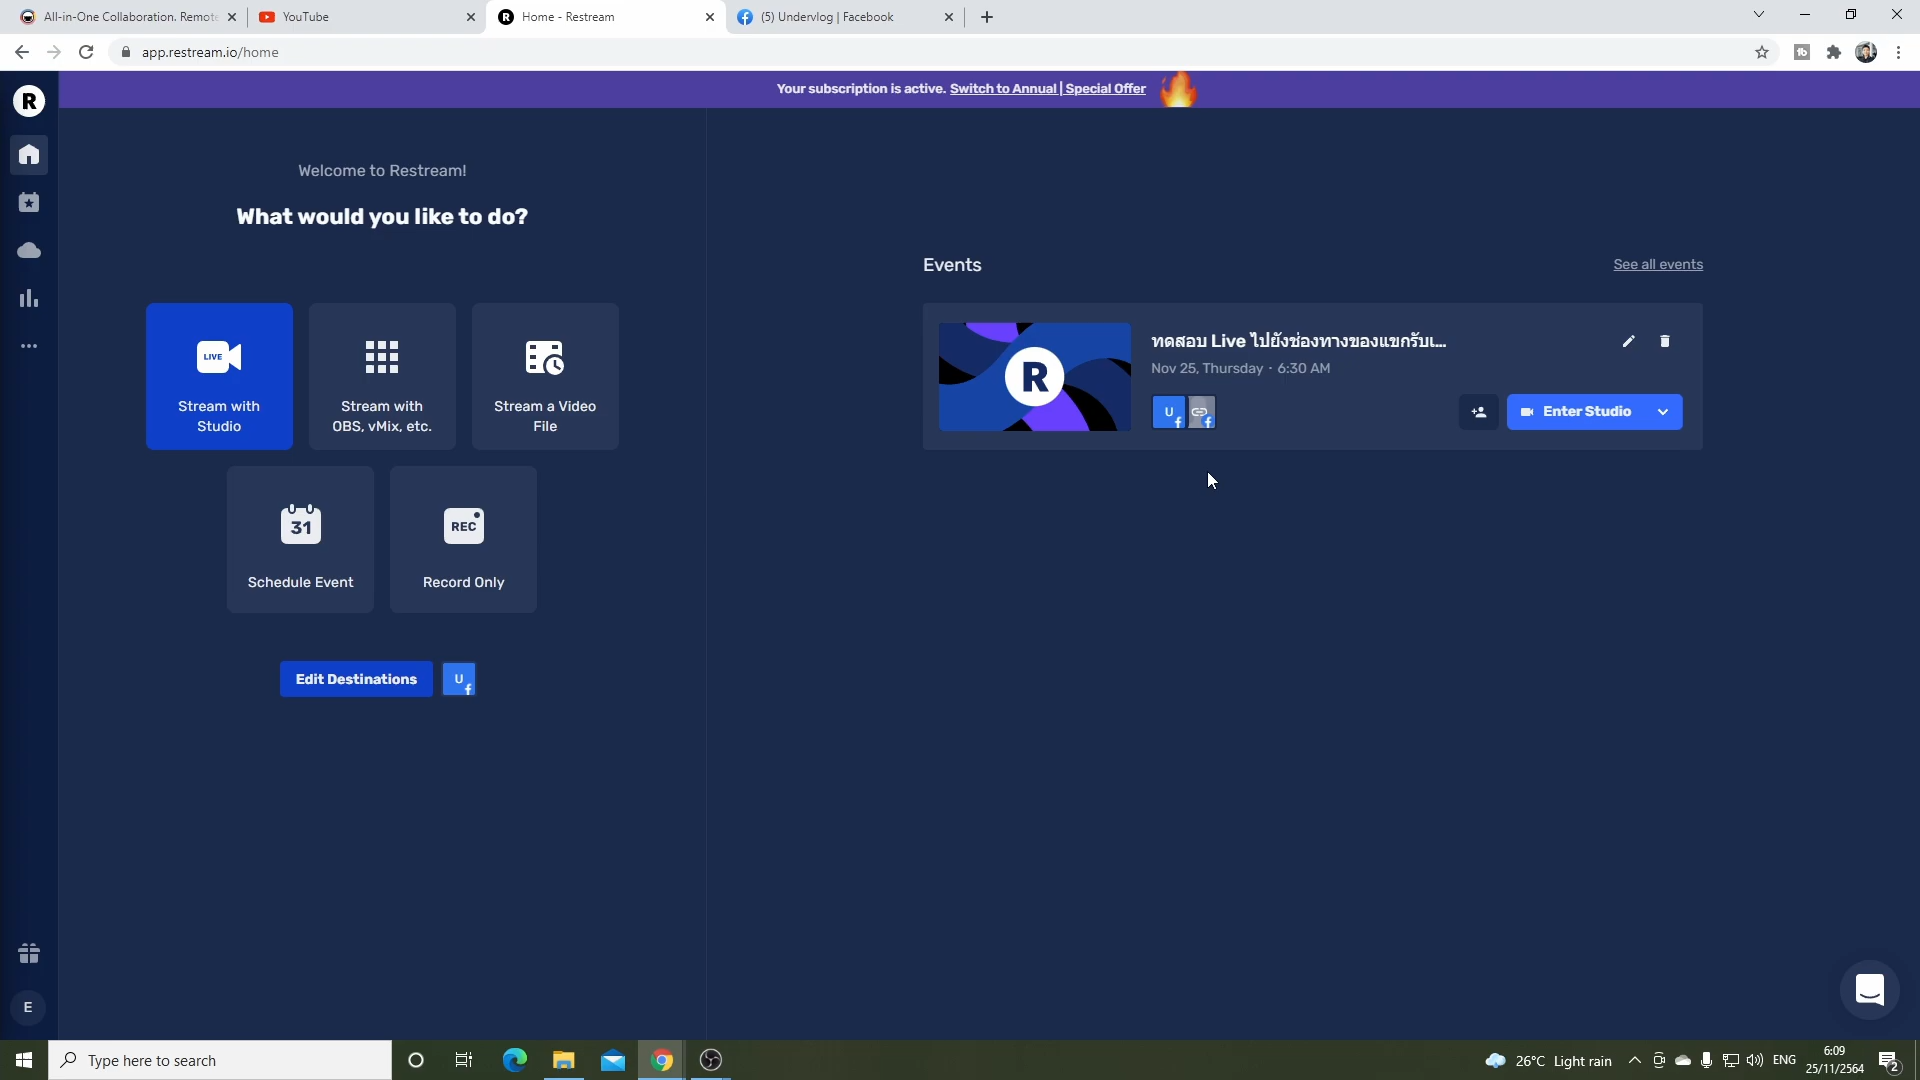 All-in-One Collaboration. Remote
YouTube
Home - Restream
(5) Undervlog | Facebook
app.restream.io/home
Your subscription is active. Switch to Annual | Special Offer
R
Welcome to Restream!
What would you like to do?
LIVE
Stream with
Studio
Stream with
OBS, vMix, etc.
Stream a Video
File
31
Schedule Event
REC
Record Only
Edit Destinations
U
Events
See all events
R
ทดสอบ Live ไปยังช่องทางของแขกรับเ...
Nov 25, Thursday · 6:30 AM
U
Enter Studio
E
Type here to search
26°C Light rain
ENG
6:09
25/11/2564
2